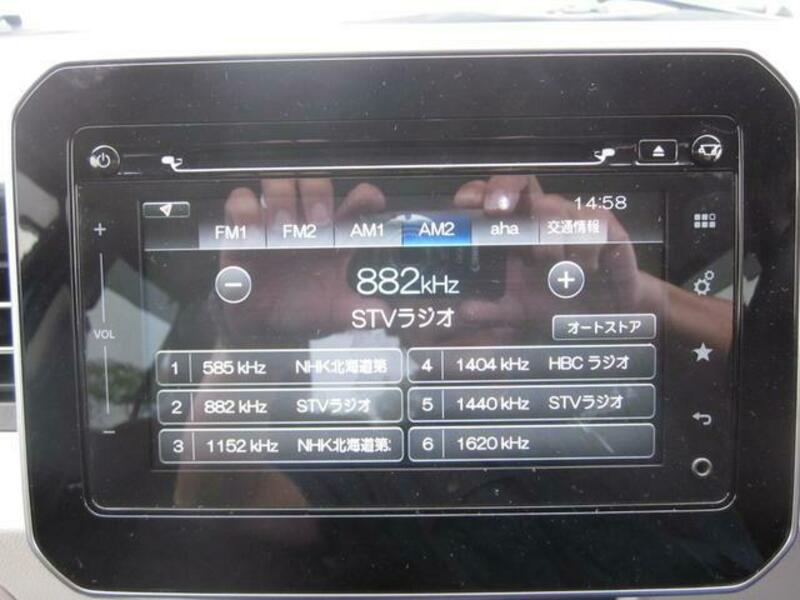 14:58
FM1 FM2 AM1 AM2 aha 交通情報
882kHz
STVラジオ
オートストア
VOL
1 585 kHz NHK北海道第
2 882 kHz STVラジオ
3 1152 kHz NHK北海道第
4 1404 kHz HBC ラジオ
5 1440 kHz STVラジオ
6 1620 kHz